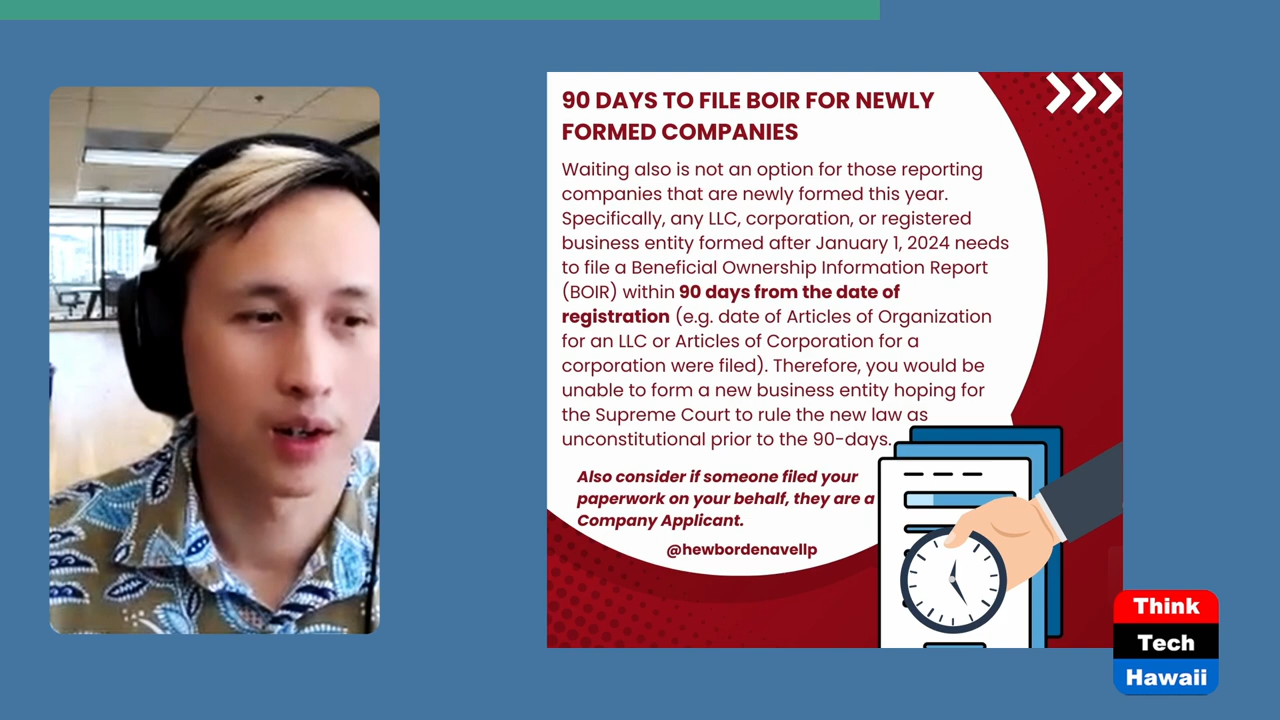 90 DAYS TO FILE BOIR FOR NEWLY
FORMED COMPANIES
Waiting also is not an option for those reporting
companies that are newly formed this year.
Specifically, any LLC, corporation, or registered
business entity formed after January 1, 2024 needs
to file a Beneficial Ownership Information Report
(BOIR) within 90 days from the date of
registration (e.g. date of Articles of Organization
for an LLC or Articles of Corporation for a
corporation were filed). Therefore, you would be
unable to form a new business entity hoping for
the Supreme Court to rule the new law as
unconstitutional prior to the 90-days.
Also consider if someone filed your
paperwork on your behalf, they are a
Company Applicant.
@hewbordenavellp
Think
Tech
Hawaii